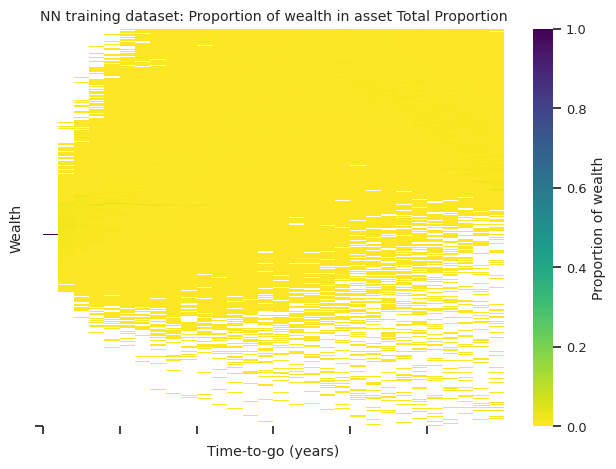 NN training dataset: Proportion of wealth in asset Total Proportion
Wealth
Time-to-go (years)
1.0
0.8
0.6
0.4
0.2
0.0
Proportion of wealth